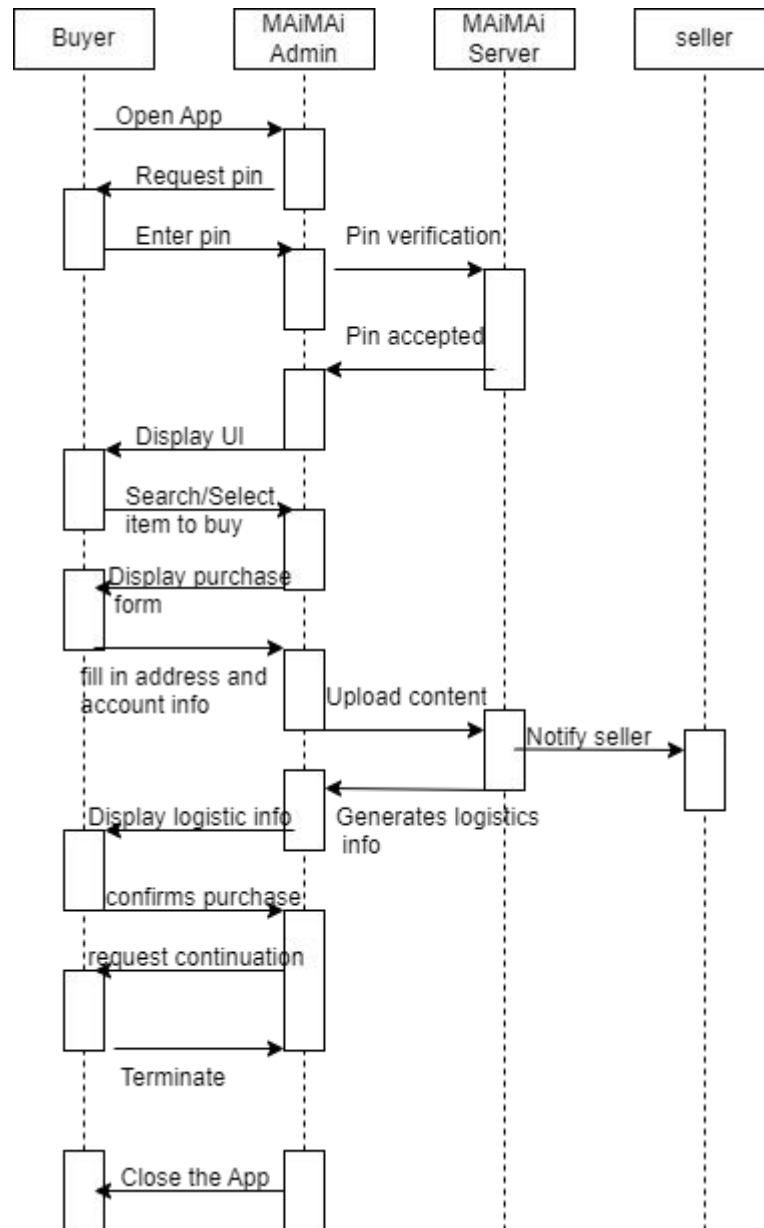 Buyer
MAiMAi
Admin
MAiMAi
Server
seller
Open App
Request pin
Enter pin
Pin verification
Pin accepted
Display UI
Search/Select
item to buy
Display purchase
form
fill in address and
account info
Upload content
Notify seller
Generates logistics
info
Display logistic info
confirms purchase
request continuation
Terminate
Close the App